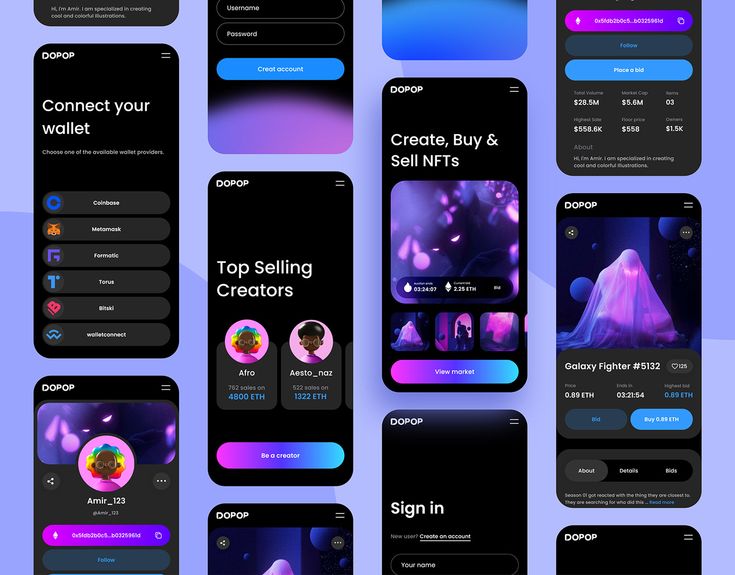 Hi, I'm Amir. I am specialized in creating
cool and colorful Illustrations.
DOPOP
Connect your
wallet
Choose one of the available wallet providers.
Coinbase
Metamask
Formatic
Torus
Bitski
walletconnect
DOPOP
Amir_123
@Amir_123
0x5fdb2b0c5...b0325961d
Follow
Username
Password
Creat account
DOPOP
Top Selling
Creators
Afro
762 sales on
4800 ETH
Aesto_naz
522 sales on
1322 ETH
Be a creator
DOPOP
DOPOP
Create, Buy &
Sell NFTs
Auction ends
03:24:07
Current bid
2.25 ETH
Bid
View market
DOPOP
Sign in
New user? Create an account
Your name
0x5fdb2b0c5...b0325961d
Follow
Place a bid
Total Volume
$28.5M
Market Cap
$5.6M
Items
03
Highest Sale
$558.6K
Floor price
$558
Owners
$1.5K
About
Hi, I'm Amir. I am specialized in creating
cool and colorful Illustrations.
DOPOP
Galaxy Fighter #5132
125
Price
0.89 ETH
Ends in
03:21:54
Highest bid
0.89 ETH
Bid
Buy 0.89 ETH
About
Details
Bids
Season 01 got reacted with the thing they are closest to.
They are searching for who did this ... Read more
DOPOP